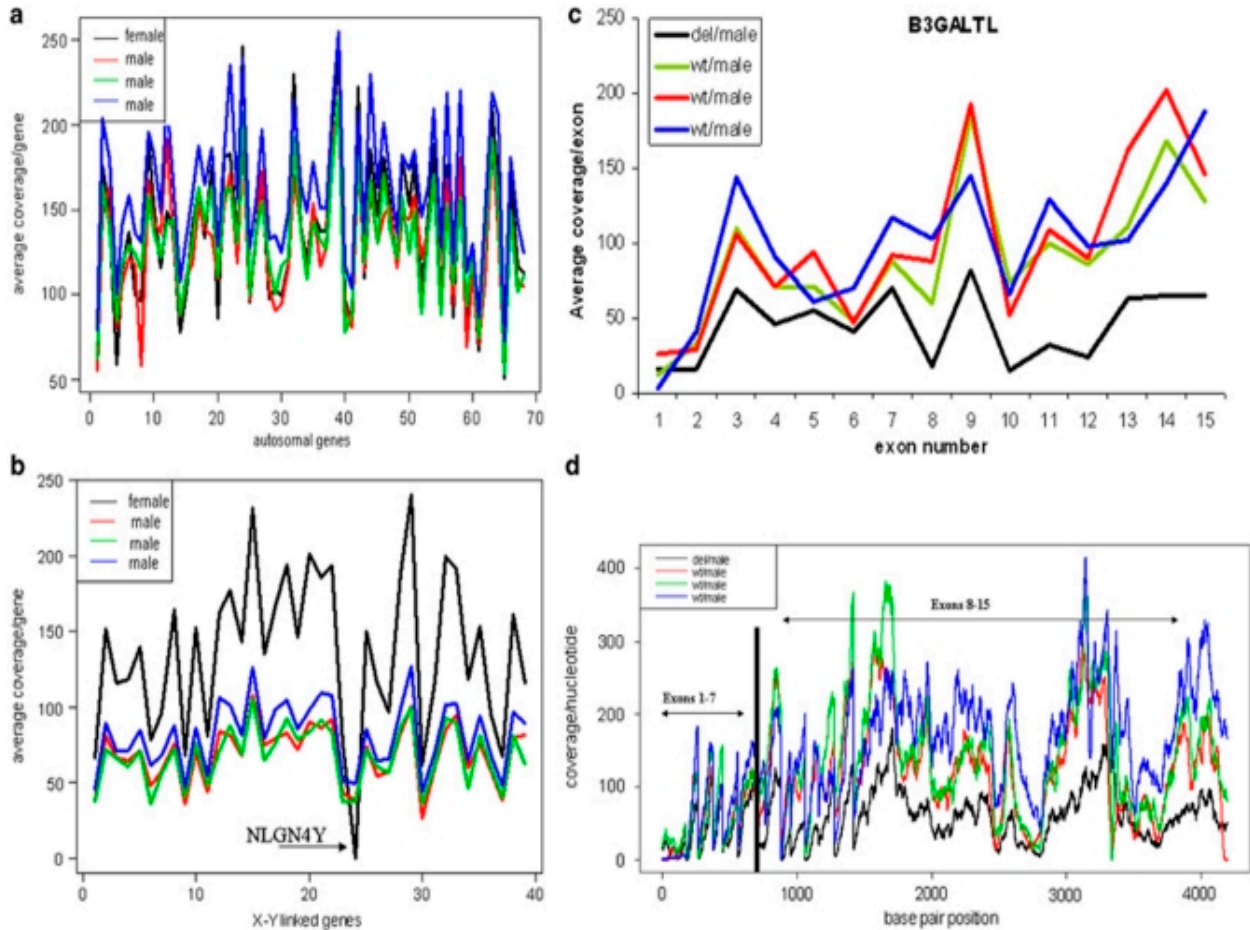 a
250
200
150
100
50
average coverage/gene
female
male
male
male
0 10 20 30 40 50 60 70
autosomal genes
b
250
200
150
100
50
0
average coverage/gene
female
male
male
male
NLGN4Y
0 10 20 30 40
X-Y linked genes
c
B3GALTL
250
200
150
100
50
0
Average coverage/exon
del/male
wt/male
wt/male
wt/male
1 2 3 4 5 6 7 8 9 10 11 12 13 14 15
exon number
d
400
300
200
100
0
coverage/nucleotide
del/male
wt/male
wt/male
wt/male
Exons 8-15
Exons 1-7
0 1000 2000 3000 4000
base pair position